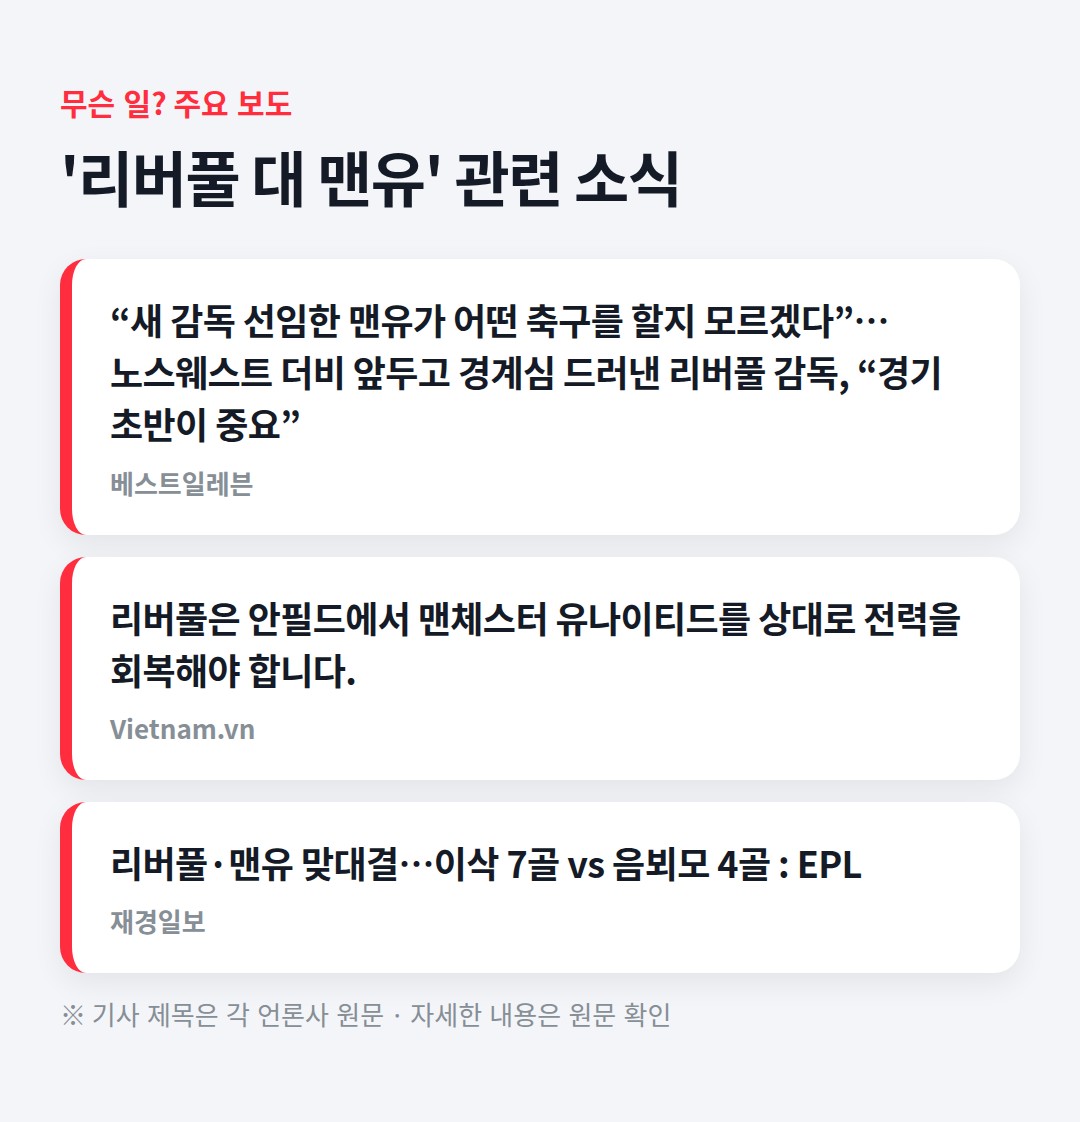 무슨 일? 주요 보도
'리버풀 대 맨유' 관련 소식
“새 감독 선임한 맨유가 어떤 축구를 할지 모르겠다”…
노스웨스트 더비 앞두고 경계심 드러낸 리버풀 감독, “경기
초반이 중요”
베스트일레븐
리버풀은 안필드에서 맨체스터 유나이티드를 상대로 전력을
회복해야 합니다.
Vietnam.vn
리버풀·맨유 맞대결…이삭 7골 vs 음뵈모 4골 : EPL
재경일보
※ 기사 제목은 각 언론사 원문 · 자세한 내용은 원문 확인